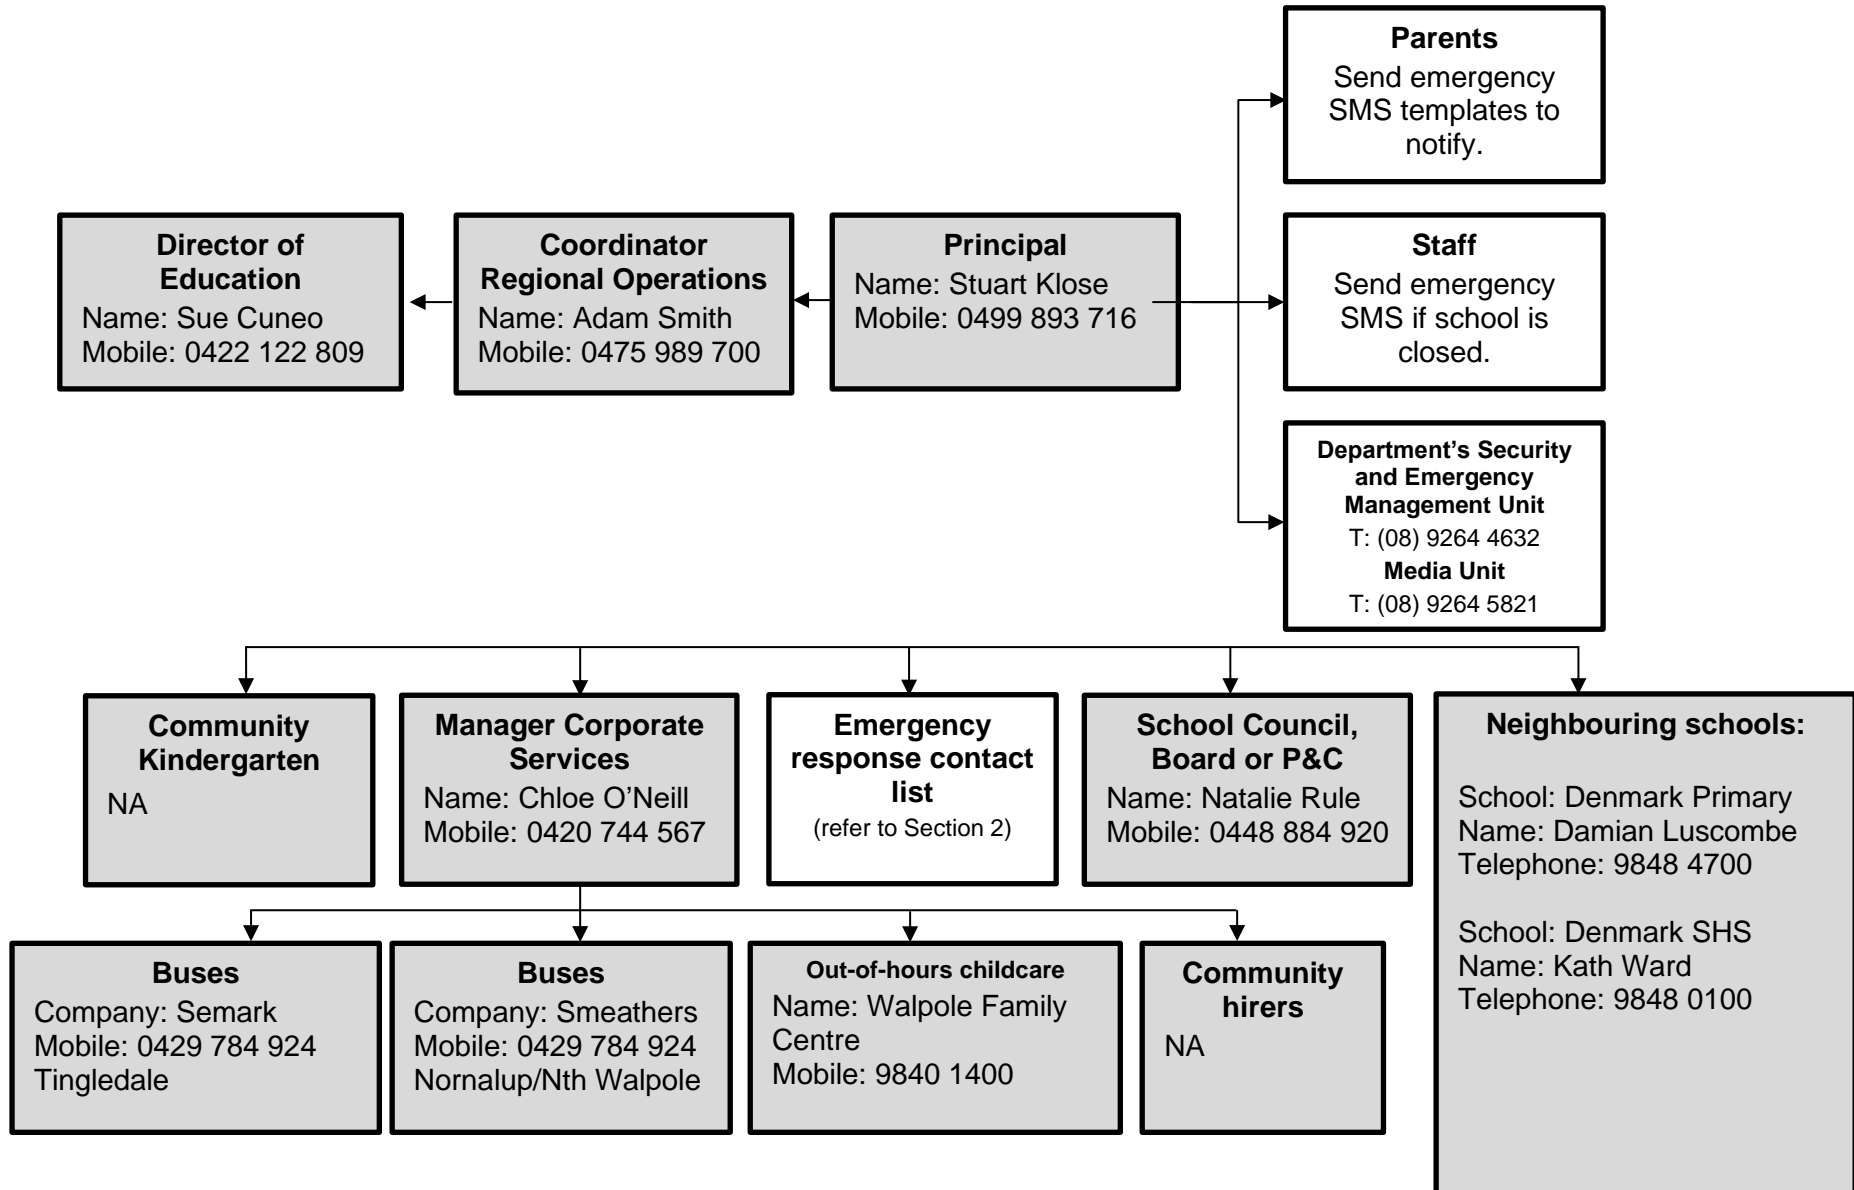 Parents
Send emergency
SMS templates to
notify.
Director of
Education
Name: Sue Cuneo
Mobile: 0422 122 809
Coordinator
Regional Operations
Name: Adam Smith
Mobile: 0475 989 700
Principal
Name: Stuart Klose
Mobile: 0499 893 716
Staff
Send emergency
SMS if school is
closed.
Department’s Security
and Emergency
Management Unit
T: (08) 9264 4632
Media Unit
T: (08) 9264 5821
Community
Kindergarten
NA
Manager Corporate
Services
Name: Chloe O’Neill
Mobile: 0420 744 567
Emergency
response contact
list
(refer to Section 2)
School Council,
Board or P&C
Name: Natalie Rule
Mobile: 0448 884 920
Neighbouring schools:
School: Denmark Primary
Name: Damian Luscombe
Telephone: 9848 4700
School: Denmark SHS
Name: Kath Ward
Telephone: 9848 0100
Buses
Company: Semark
Mobile: 0429 784 924
Tingledale
Buses
Company: Smeathers
Mobile: 0429 784 924
Nornalup/Nth Walpole
Out-of-hours childcare
Name: Walpole Family
Centre
Mobile: 9840 1400
Community
hirers
NA